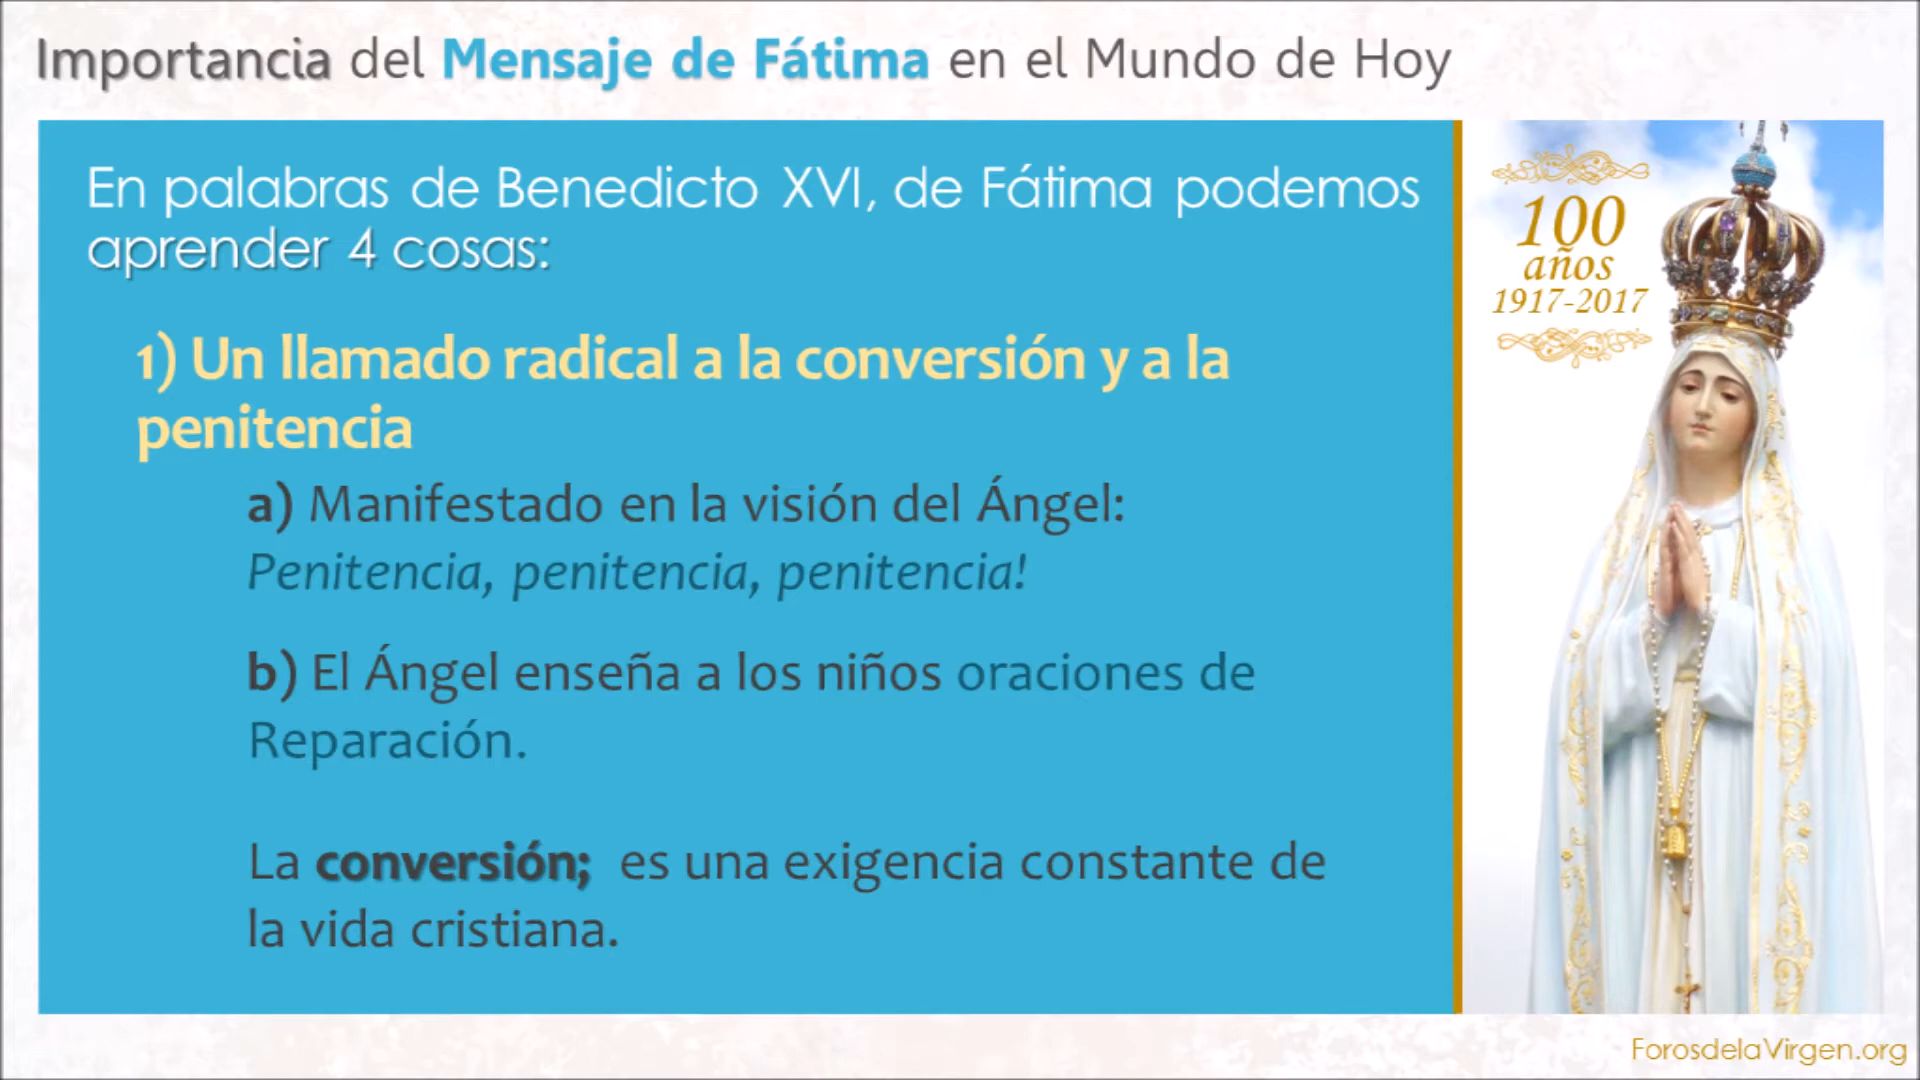 Importancia del Mensaje de Fátima en el Mundo de Hoy
En palabras de Benedicto XVI, de Fátima podemos
aprender 4 cosas:
1) Un llamado radical a la conversión y a la
penitencia
a) Manifestado en la visión del Ángel:
Penitencia, penitencia, penitencia!
b) El Ángel enseña a los niños oraciones de
Reparación.
La conversión; es una exigencia constante de
la vida cristiana.
100
años
1917-2017
ForosdelaVirgen.org